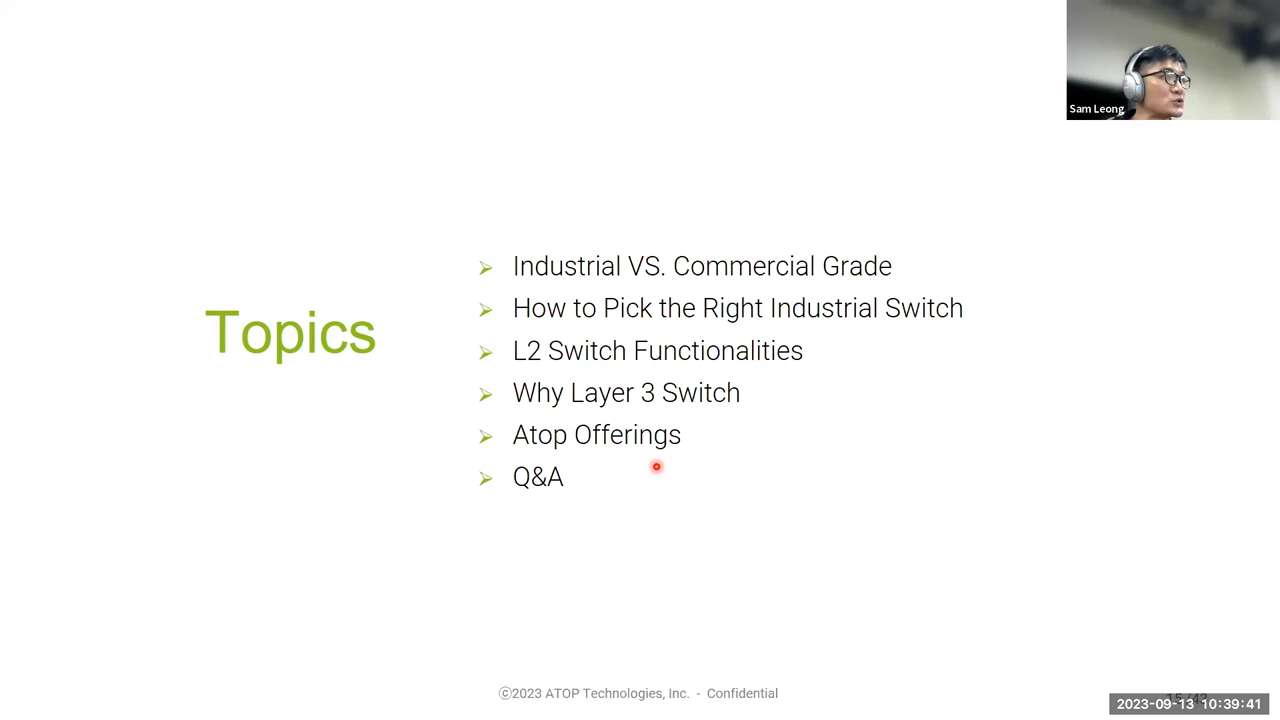 Sam Leong
Topics
Industrial VS. Commercial Grade
How to Pick the Right Industrial Switch
L2 Switch Functionalities
Why Layer 3 Switch
Atop Offerings
Q&A
ⓒ2023 ATOP Technologies, Inc. - Confidential
2023-09-13 10:39:41